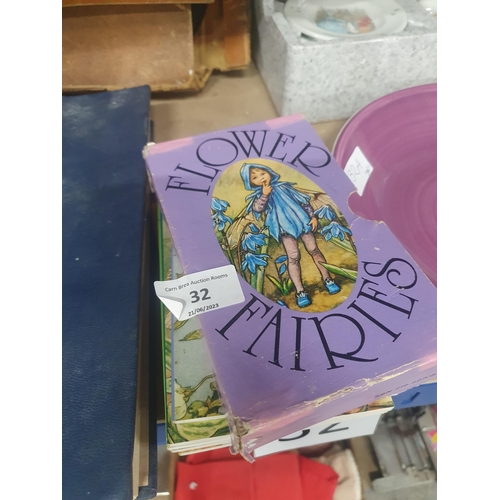 FLOWER
Carn Brea Auction Rooms
32
21/06/2023
FAIRIES
32